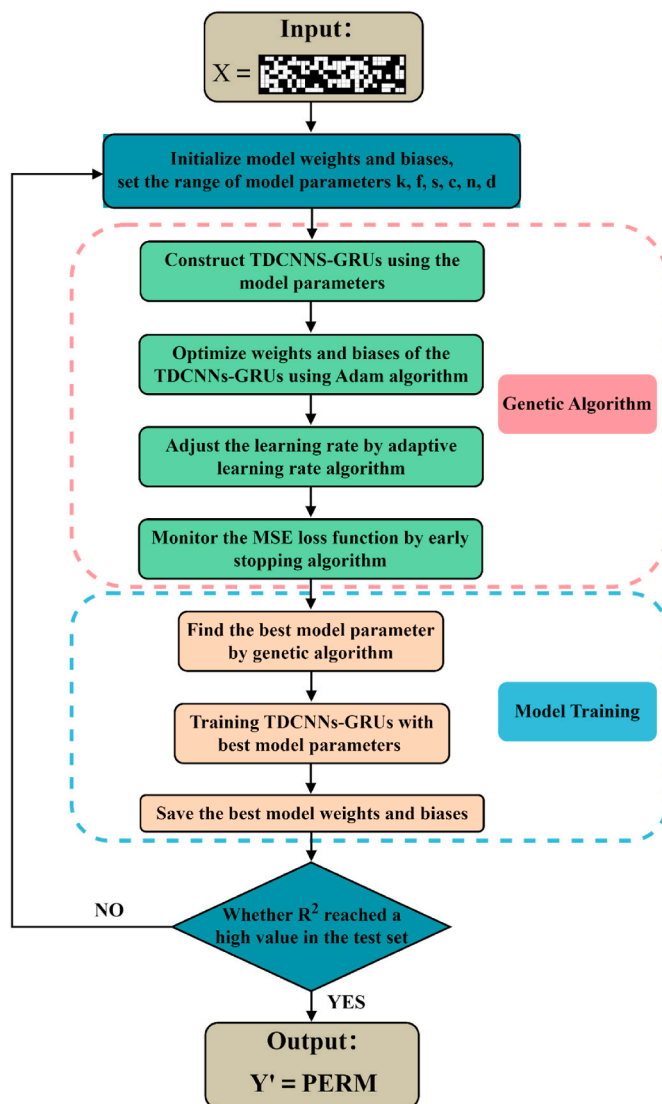 Input:
X =
Initialize model weights and biases,
set the range of model parameters k, f, s, c, n, d
Construct TDCNNS-GRUs using the
model parameters
Optimize weights and biases of the
TDCNNs-GRUs using Adam algorithm
Genetic Algorithm
Adjust the learning rate by adaptive
learning rate algorithm
Monitor the MSE loss function by early
stopping algorithm
Find the best model parameter
by genetic algorithm
Training TDCNNs-GRUs with
best model parameters
Model Training
Save the best model weights and biases
NO
Whether R² reached a
high value in the test set
YES
Output:
Y' = PERM